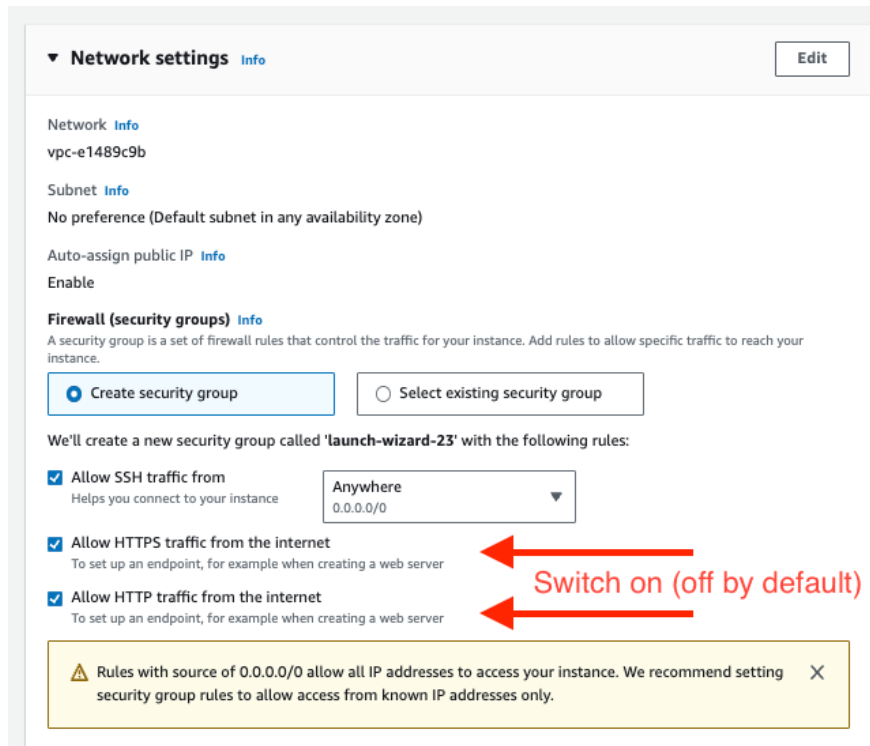 Network settings Info
Edit
Network Info
vpc-e1489c9b
Subnet Info
No preference (Default subnet in any availability zone)
Auto-assign public IP Info
Enable
Firewall (security groups) Info
A security group is a set of firewall rules that control the traffic for your instance. Add rules to allow specific traffic to reach your
instance.
Create security group
Select existing security group
We'll create a new security group called 'launch-wizard-23' with the following rules:
Allow SSH traffic from
Helps you connect to your instance
Anywhere
0.0.0.0/0
Allow HTTPS traffic from the internet
To set up an endpoint, for example when creating a web server
Switch on (off by default)
Allow HTTP traffic from the internet
To set up an endpoint, for example when creating a web server
Rules with source of 0.0.0.0/0 allow all IP addresses to access your instance. We recommend setting
security group rules to allow access from known IP addresses only.